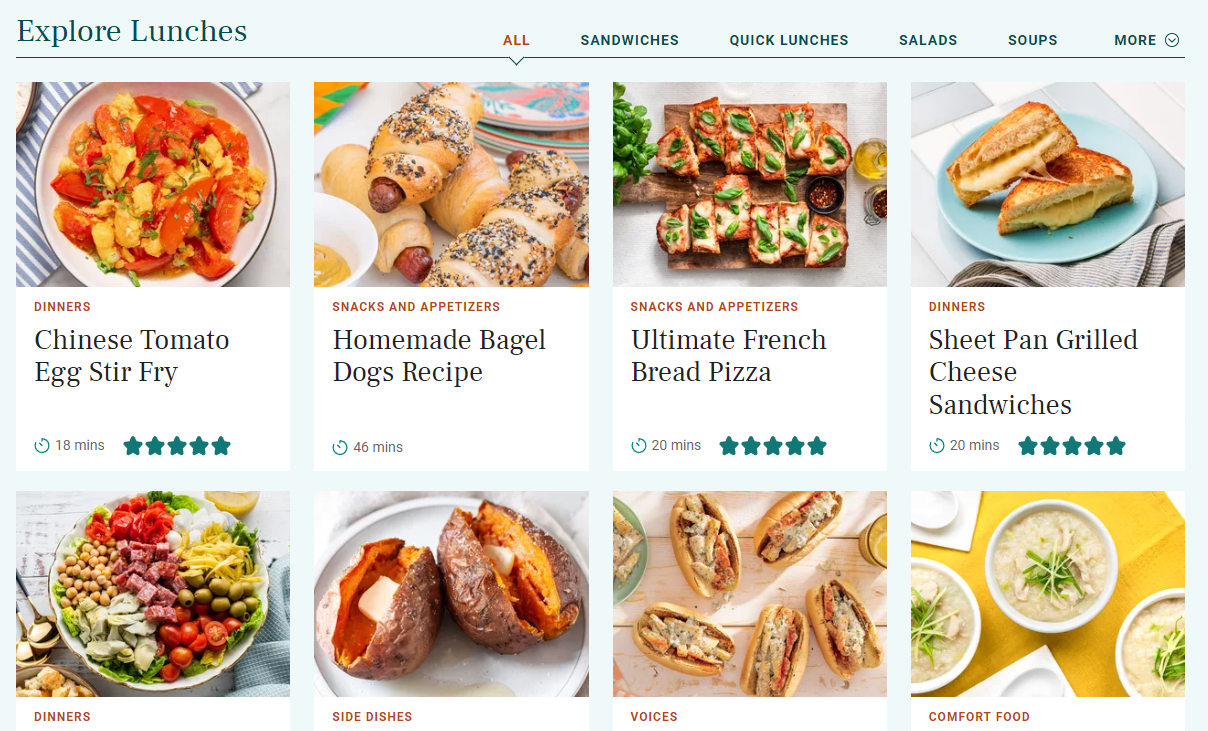 Explore Lunches
ALL SANDWICHES QUICK LUNCHES SALADS SOUPS MORE
DINNERS
Chinese Tomato
Egg Stir Fry
18 mins
SNACKS AND APPETIZERS
Homemade Bagel
Dogs Recipe
46 mins
SNACKS AND APPETIZERS
Ultimate French
Bread Pizza
20 mins
DINNERS
Sheet Pan Grilled
Cheese
Sandwiches
20 mins
DINNERS
SIDE DISHES
VOICES
COMFORT FOOD